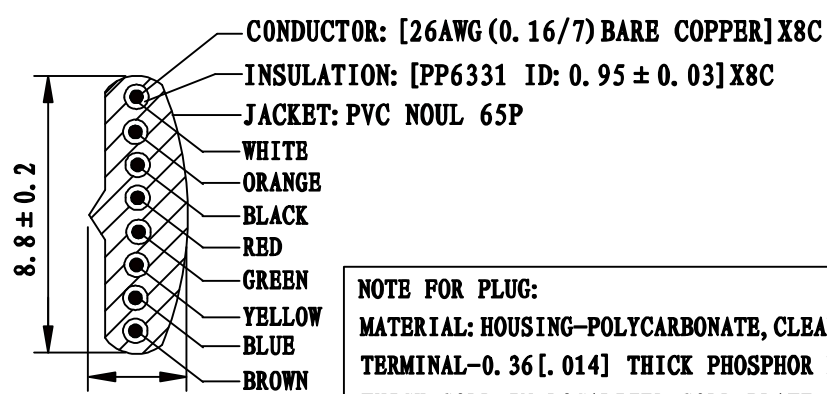 CONDUCTOR: [26AWG(0.16/7)BARE COPPER]X8C
INSULATION: [PP6331 ID: 0.95±0.03]X8C
JACKET: PVC NOUL 65P
WHITE
ORANGE
BLACK
RED
GREEN
YELLOW
BLUE
BROWN
8.8±0.2
NOTE FOR PLUG:
MATERIAL: HOUSING-POLYCARBONATE, CLEA
TERMINAL-0.36[.014] THICK PHOSPHOR